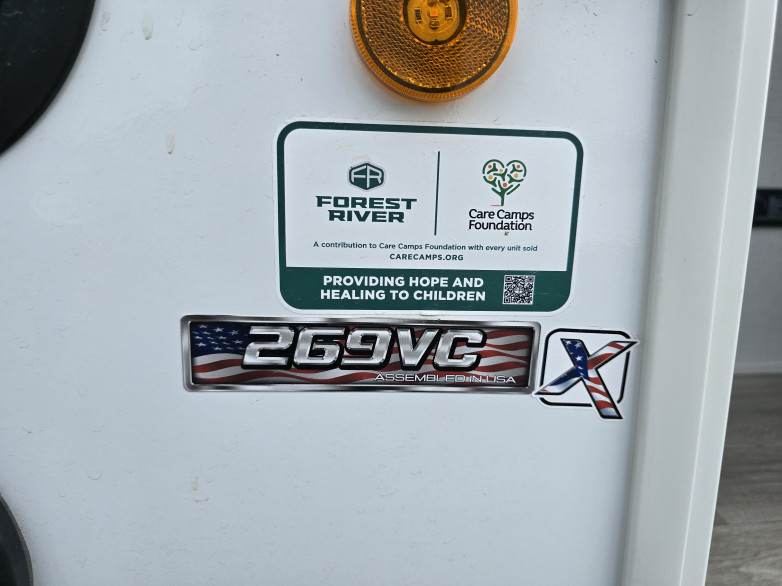 FR
FOREST
RIVER
Care Camps
Foundation
A contribution to Care Camps Foundation with every unit sold
CARECAMPS.ORG
PROVIDING HOPE AND
HEALING TO CHILDREN
269VC
ASSEMBLED IN USA
X